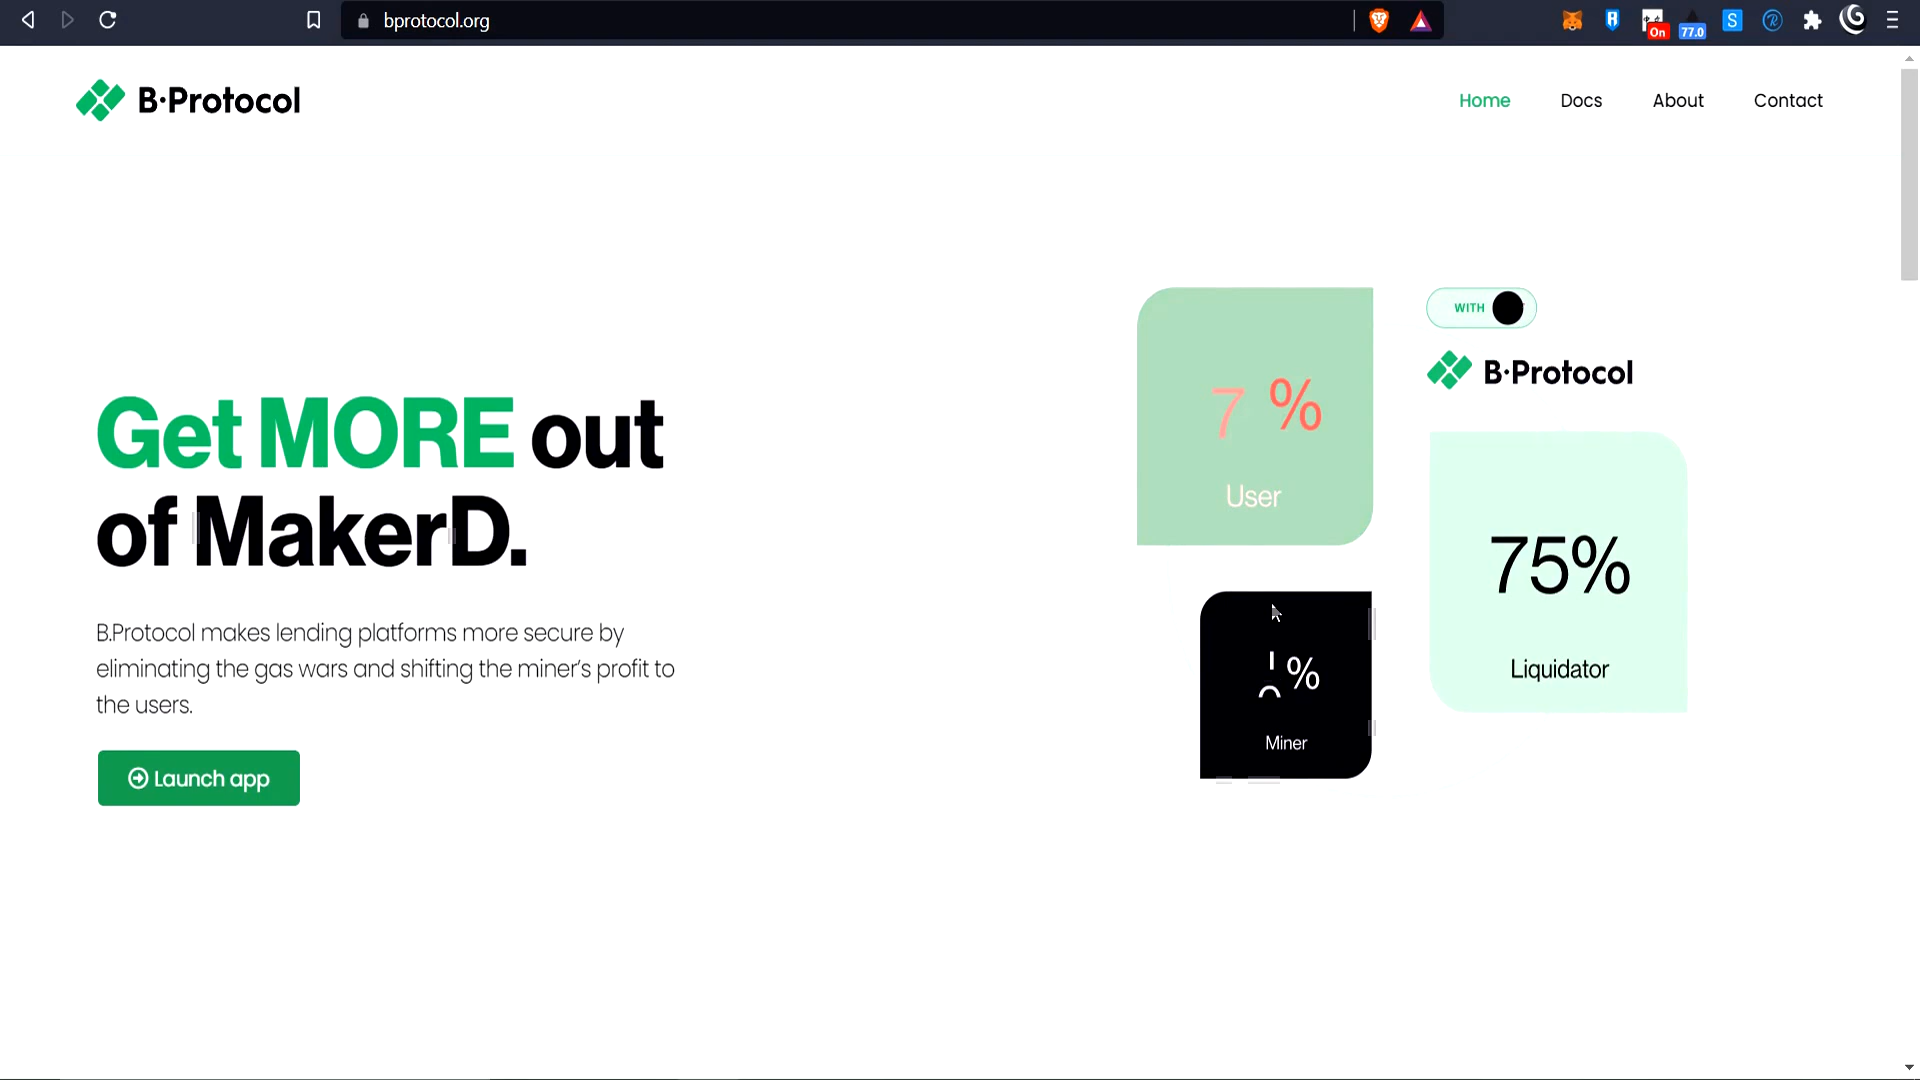 bprotocol.org
On
77.0
S
B·Protocol
Home
Docs
About
Contact
Get MORE out
of MakerD.
B.Protocol makes lending platforms more secure by
eliminating the gas wars and shifting the miner's profit to
the users.
Launch app
7 %
User
%
Miner
WITH
B·Protocol
75%
Liquidator